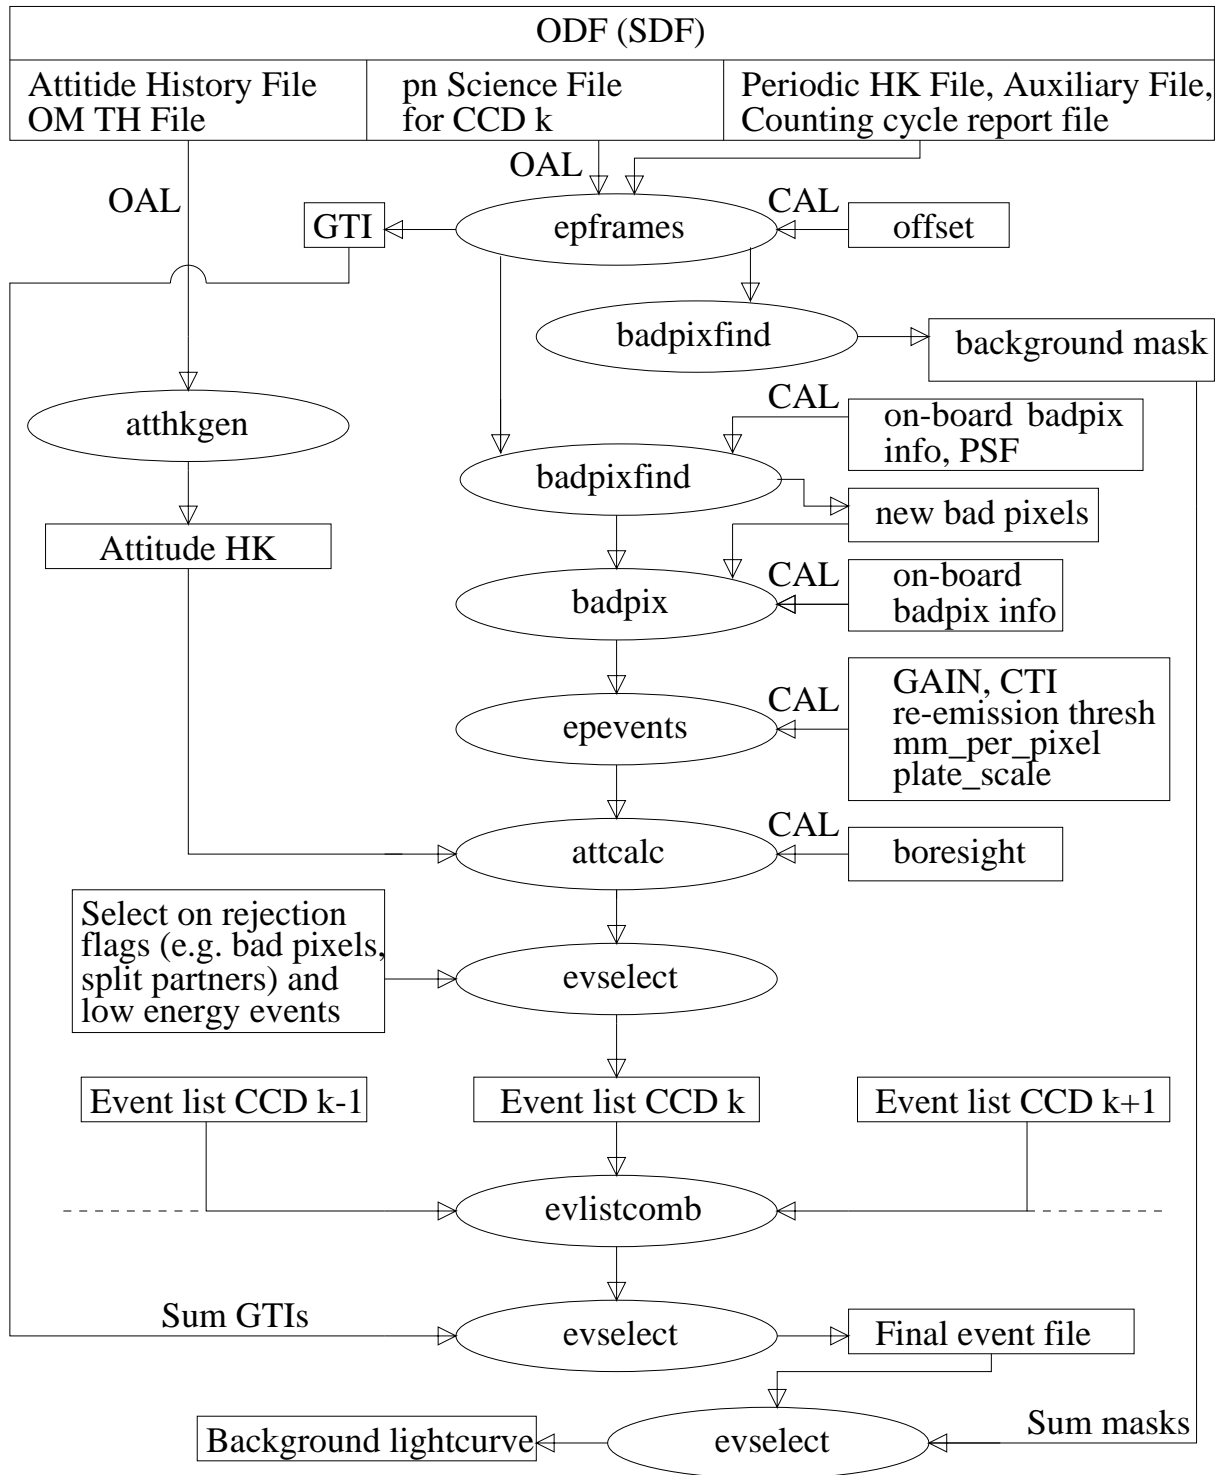 ODF (SDF)
Attitide History File
OM TH File
pn Science File
for CCD k
Periodic HK File, Auxiliary File,
Counting cycle report file
OAL
OAL
GTI
epframes
CAL
offset
badpixfind
background mask
atthkgen
CAL
on-board badpix
info, PSF
badpixfind
new bad pixels
Attitude HK
badpix
CAL
on-board
badpix info
epevents
CAL
GAIN, CTI
re-emission thresh
mm_per_pixel
plate_scale
attcalc
CAL
boresight
Select on rejection
flags (e.g. bad pixels,
split partners) and
low energy events
evselect
Event list CCD k-1
Event list CCD k
Event list CCD k+1
evlistcomb
Sum GTIs
evselect
Final event file
Background lightcurve
evselect
Sum masks